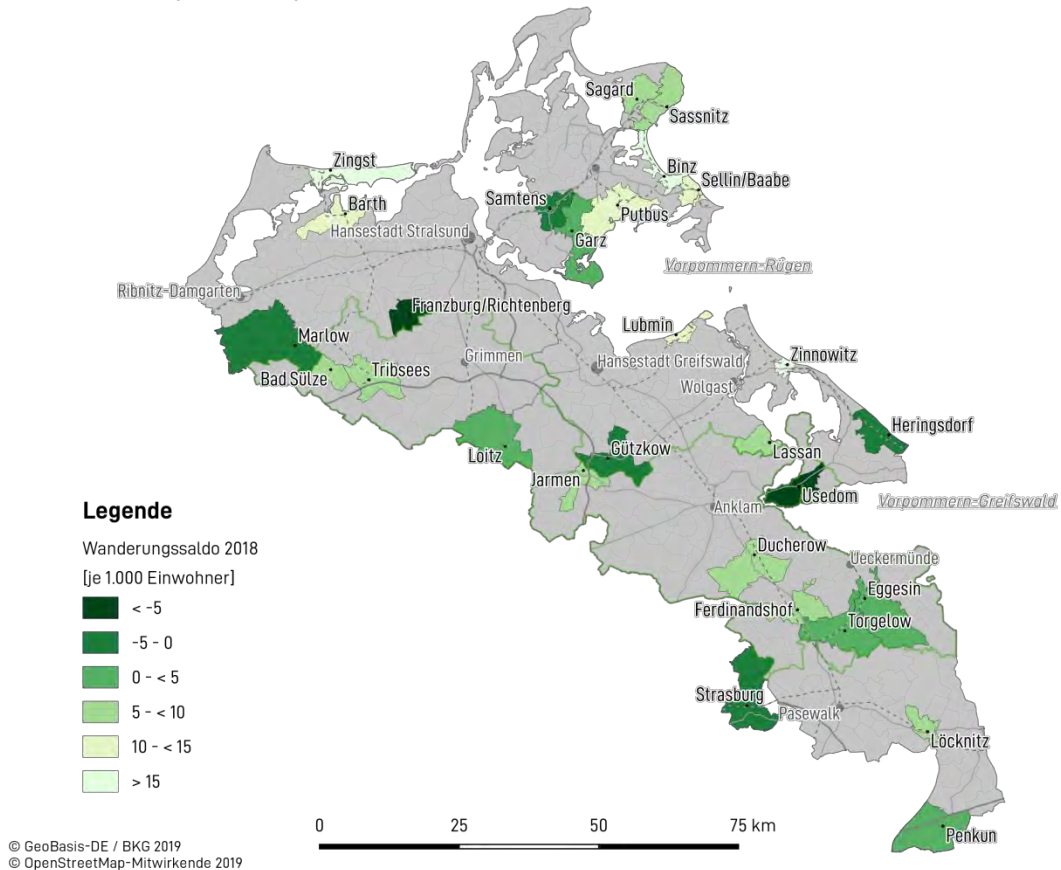 Sagard
Sassnitz
Zingst
Binz
Sellin/Baabe
Barth
Samtens
Putbus
Hansestadt Stralsund
Garz
Vorpommern-Rügen
Ribnitz-Damgarten
Franzburg/Richtenberg
Lubmin
Marlow
Zinnowitz
Grimmen
Hansestadt Greifswald
Bad Sülze
Tribsees
Wolgast
Heringsdorf
Loitz
Gützkow
Lassan
Jarmen
Usedom
Vorpommern-Greifswald
Anklam
Legende
Wanderungssaldo 2018
[je 1.000 Einwohner]
< -5
-5 - 0
0 - < 5
5 - < 10
10 - < 15
> 15
Ducherow
Ueckermünde
Eggesin
Ferdinandshof
Torgelow
Strasburg
Pasewalk
Löcknitz
Penkun
0 25 50 75 km
© GeoBasis-DE / BKG 2019
© OpenStreetMap-Mitwirkende 2019